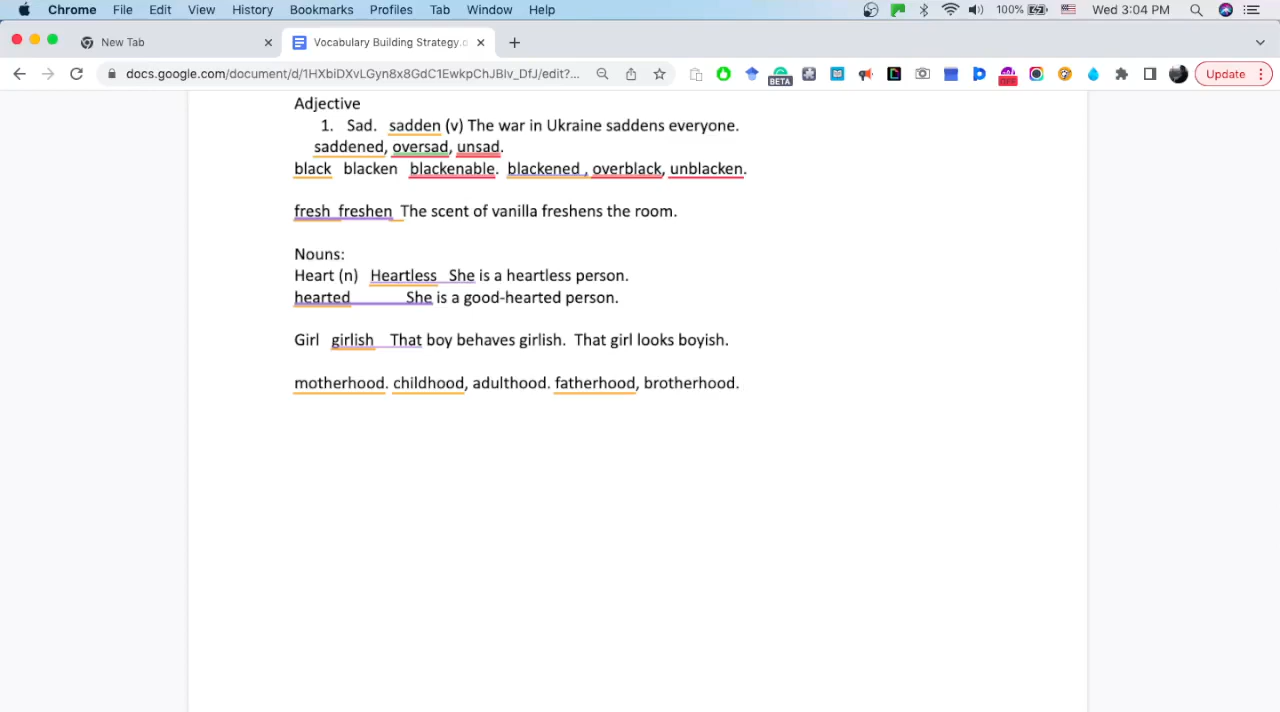 Chrome File Edit View History Bookmarks Profiles Tab Window Help 100% Wed 3:04 PM
New Tab Vocabulary Building Strategy.
docs.google.com/document/d/1HXbiDXvLGyn8x8GdC1EwkpChJBlv_DfJ/edit?... BETA OFF Update
Adjective
1. Sad. sadden (v) The war in Ukraine saddens everyone.
saddened, oversad, unsad.
black blacken blackenable. blackened , overblack, unblacken.
fresh freshen The scent of vanilla freshens the room.
Nouns:
Heart (n) Heartless She is a heartless person.
hearted She is a good-hearted person.
Girl girlish That boy behaves girlish. That girl looks boyish.
motherhood. childhood, adulthood. fatherhood, brotherhood.